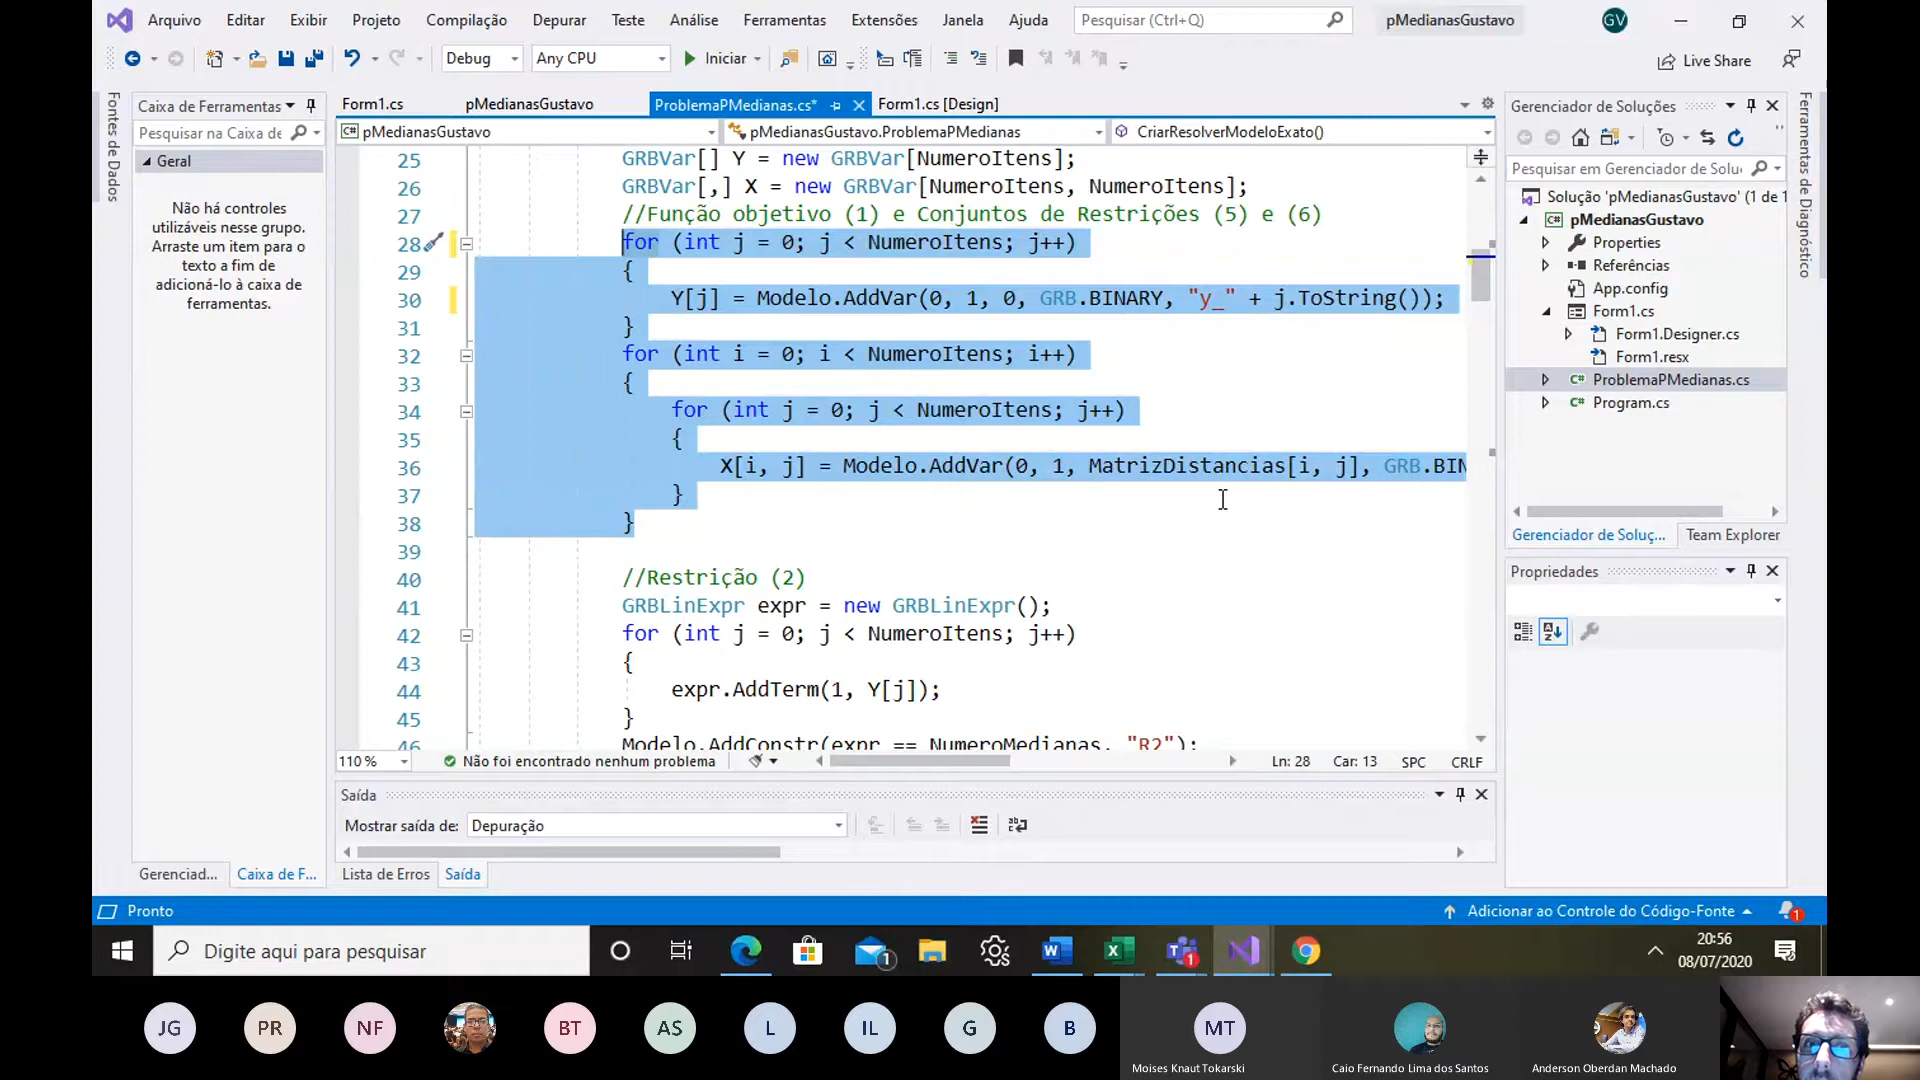 Arquivo Editar Exibir Projeto Compilação Depurar Teste Análise Ferramentas Extensões Janela Ajuda Pesquisar (Ctrl+Q) pMedianasGustavo GV
Debug Any CPU Iniciar Live Share
Fontes de Dados
Caixa de Ferramentas
Pesquisar na Caixa de
Geral
Não há controles
utilizáveis nesse grupo.
Arraste um item para o
texto a fim de
adicioná-lo à caixa de
ferramentas.
Gerenciad... Caixa de F...
Form1.cs pMedianasGustavo ProblemaPMedianas.cs* Form1.cs [Design]
pMedianasGustavo pMedianasGustavo.ProblemaPMedianas CriarResolverModeloExato()
25 GRBVar[] Y = new GRBVar[NumeroItens];
26 GRBVar[,] X = new GRBVar[NumeroItens, NumeroItens];
27 //Função objetivo (1) e Conjuntos de Restrições (5) e (6)
28 for (int j = 0; j < NumeroItens; j++)
29 {
30 Y[j] = Modelo.AddVar(0, 1, 0, GRB.BINARY, "y_" + j.ToString());
31 }
32 for (int i = 0; i < NumeroItens; i++)
33 {
34 for (int j = 0; j < NumeroItens; j++)
35 {
36 X[i, j] = Modelo.AddVar(0, 1, MatrizDistancias[i, j], GRB.BIN
37 }
38 }
39
40 //Restrição (2)
41 GRBLinExpr expr = new GRBLinExpr();
42 for (int j = 0; j < NumeroItens; j++)
43 {
44 expr.AddTerm(1, Y[j]);
45 }
46 Modelo.AddConstr(expr == NumeroMedianas, "R2");
110 % Não foi encontrado nenhum problema Ln: 28 Car: 13 SPC CRLF
Saída
Mostrar saída de: Depuração
Lista de Erros Saída
Gerenciador de Soluções
Pesquisar em Gerenciador de Solu
Solução 'pMedianasGustavo' (1 de 1
pMedianasGustavo
Properties
Referências
App.config
Form1.cs
Form1.Designer.cs
Form1.resx
ProblemaPMedianas.cs
Program.cs
Gerenciador de Soluç... Team Explorer
Propriedades
Ferramentas de Diagnóstico
Pronto Adicionar ao Controle do Código-Fonte 1
Digite aqui para pesquisar 1 1
20:56
08/07/2020
JG PR NF BT AS L IL G B MT
Moises Knaut Tokarski Caio Fernando Lima dos Santos Anderson Oberdan Machado